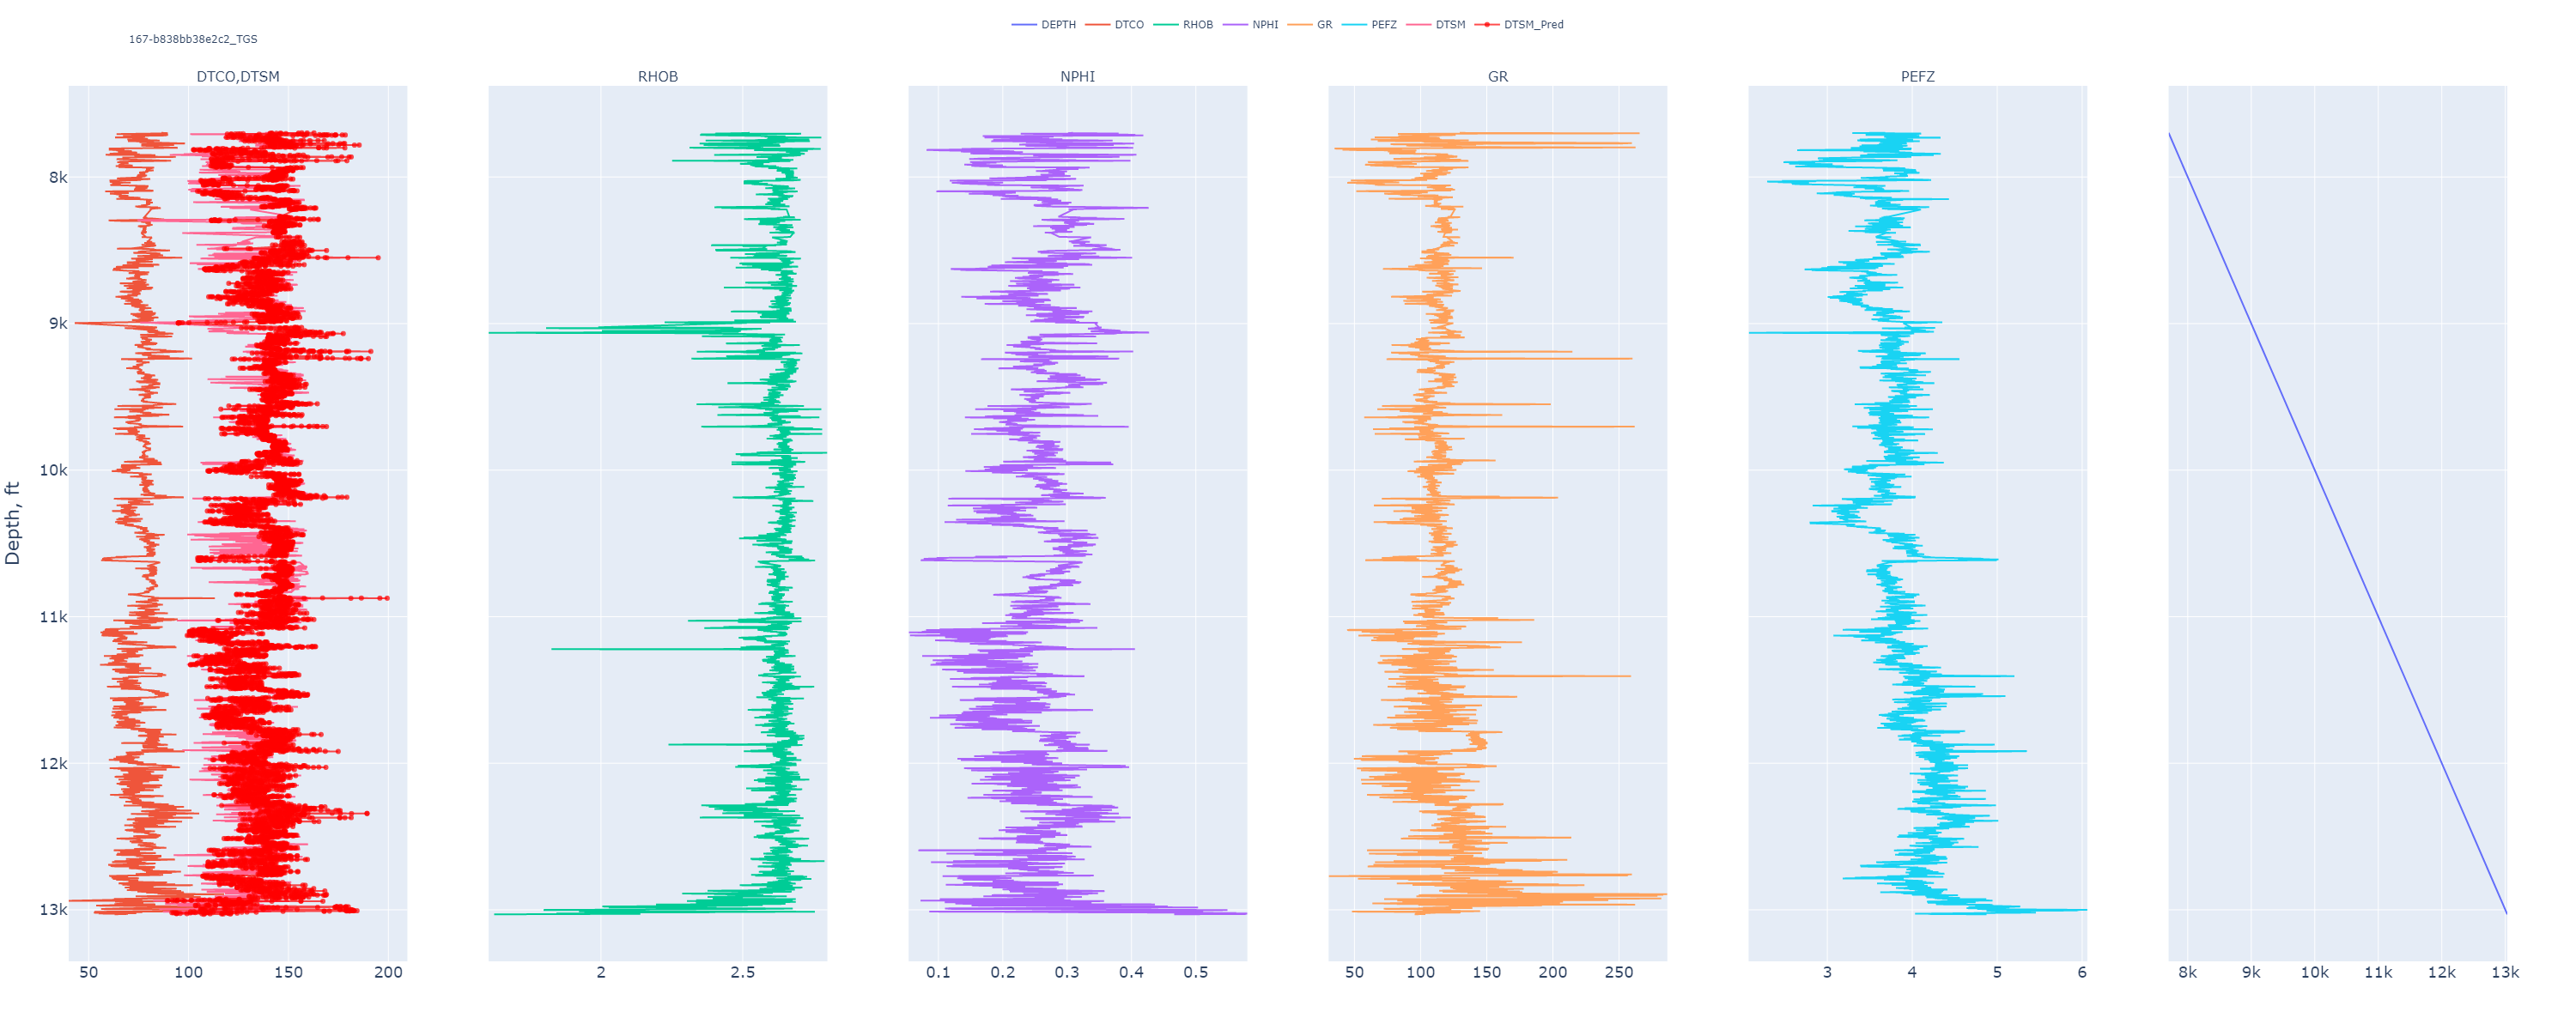 DEPTH DTCO RHOB NPHI GR PEFZ DTSM DTSM_Pred
167-b838bb38e2c2_TGS
DTCO,DTSM RHOB NPHI GR PEFZ
Depth, ft
8k
9k
10k
11k
12k
13k
50 100 150 200 2 2.5 0.1 0.2 0.3 0.4 0.5 50 100 150 200 250 3 4 5 6 8k 9k 10k 11k 12k 13k